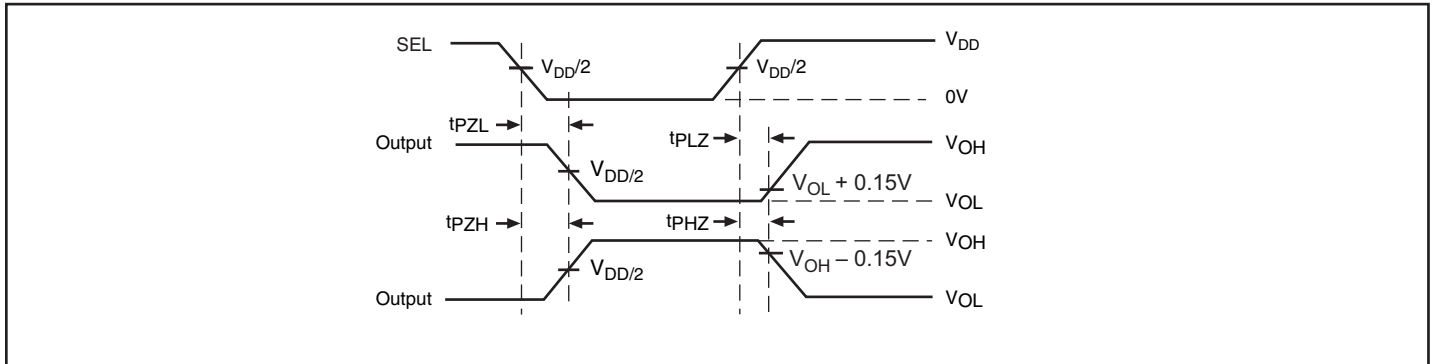 SEL
VDD
VDD/2
VDD/2
0V
tPZL
tPLZ
Output
VOH
VDD/2
VOL + 0.15V
VOL
tPZH
tPHZ
VOH
VOH – 0.15V
VDD/2
Output
VOL